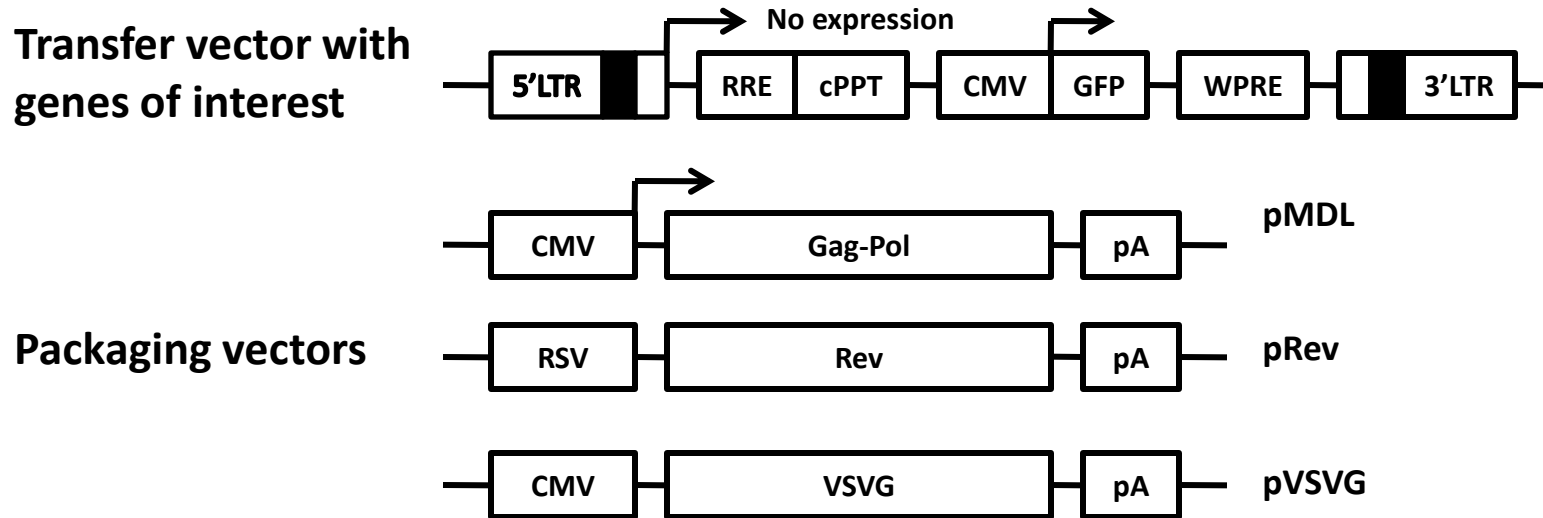 Transfer vector with
genes of interest
No expression
5'LTR RRE cPPT CMV GFP WPRE 3'LTR
CMV Gag-Pol pA pMDL
Packaging vectors
RSV Rev pA pRev
CMV VSVG pA pVSVG